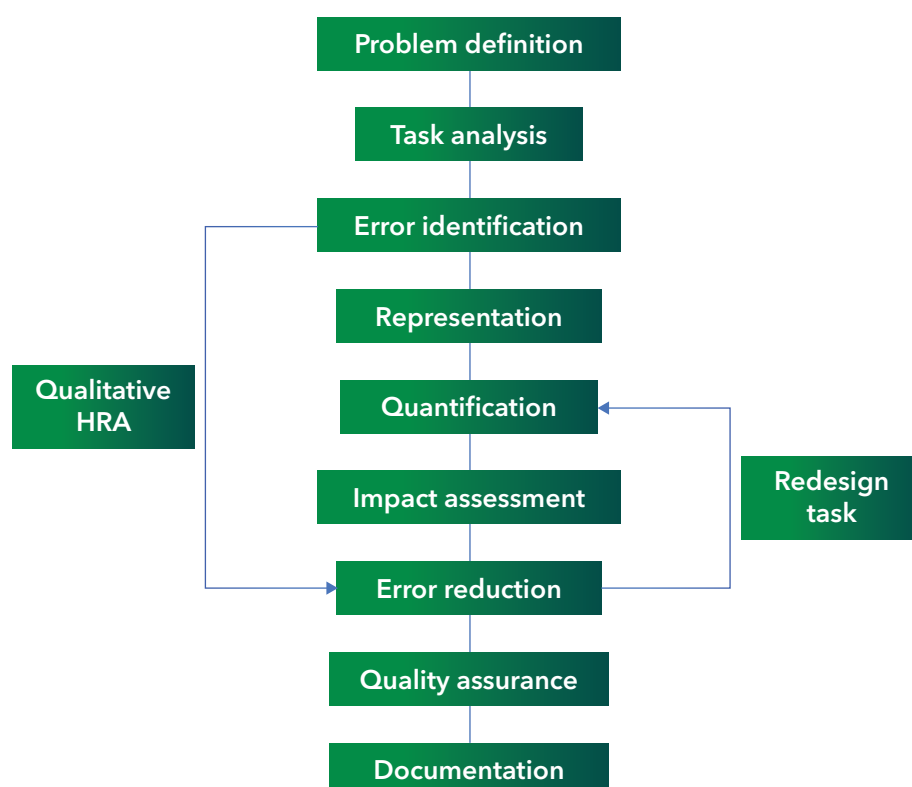 Problem definition
Task analysis
Error identification
Representation
Qualitative
HRA
Quantification
Impact assessment
Redesign
task
Error reduction
Quality assurance
Documentation